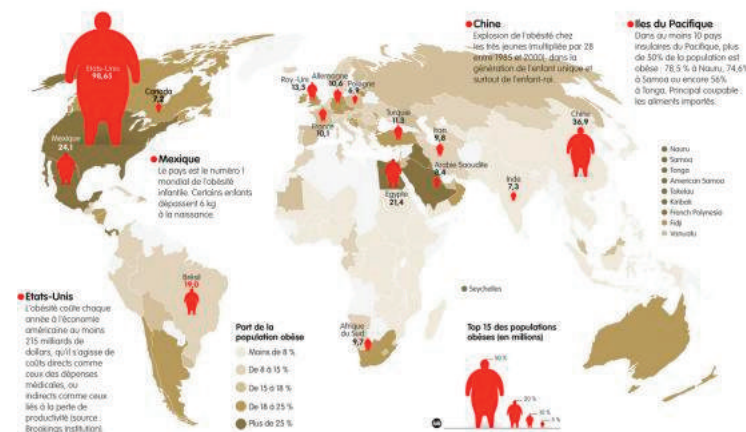 Chine
Explosion de l'obésité chez
les très jeunes (multipliée par 28
entre 1985 et 2000), dans la
génération de l'enfant unique et
surtout de l'enfant-roi.
Iles du Pacifique
Dans au moins 10 pays
insulaires du Pacifique, plus
de 50% de la population est
obèse : 78,5 % à Nauru, 74,6%
à Samoa ou encore 56%
à Tonga. Principal coupable :
les aliments importés.
Etats-Unis
98,65
Canada
7,2
Mexique
24,1
Roy.-Uni
13,5
Allemagne
10,6
Pologne
6,9
France
10,1
Turquie
11,3
Iran
9,8
Arabie Saoudite
8,4
Egypte
21,4
Inde
7,3
Chine
36,9
Mexique
Le pays est le numéro 1
mondial de l'obésité
infantile. Certains enfants
dépassent 6 kg
à la naissance.
Nauru
Samoa
Tonga
American Samoa
Tokelau
Kiribati
French Polynesia
Fidji
Vanuatu
Seychelles
Brésil
19,0
Afrique
du Sud
9,7
Etats-Unis
L'obésité coûte chaque
année à l'économie
américaine au moins
215 milliards de
dollars, qu'il s'agisse de
coûts directs comme
ceux des dépenses
médicales, ou
indirects comme ceux
liés à la perte de
productivité (source :
Brookings Institution).
Part de la
population obèse
Moins de 8 %
De 8 à 15 %
De 15 à 18 %
De 18 à 25 %
Plus de 25 %
Top 15 des populations
obèses (en millions)
50 %
20 %
10 %
5 %